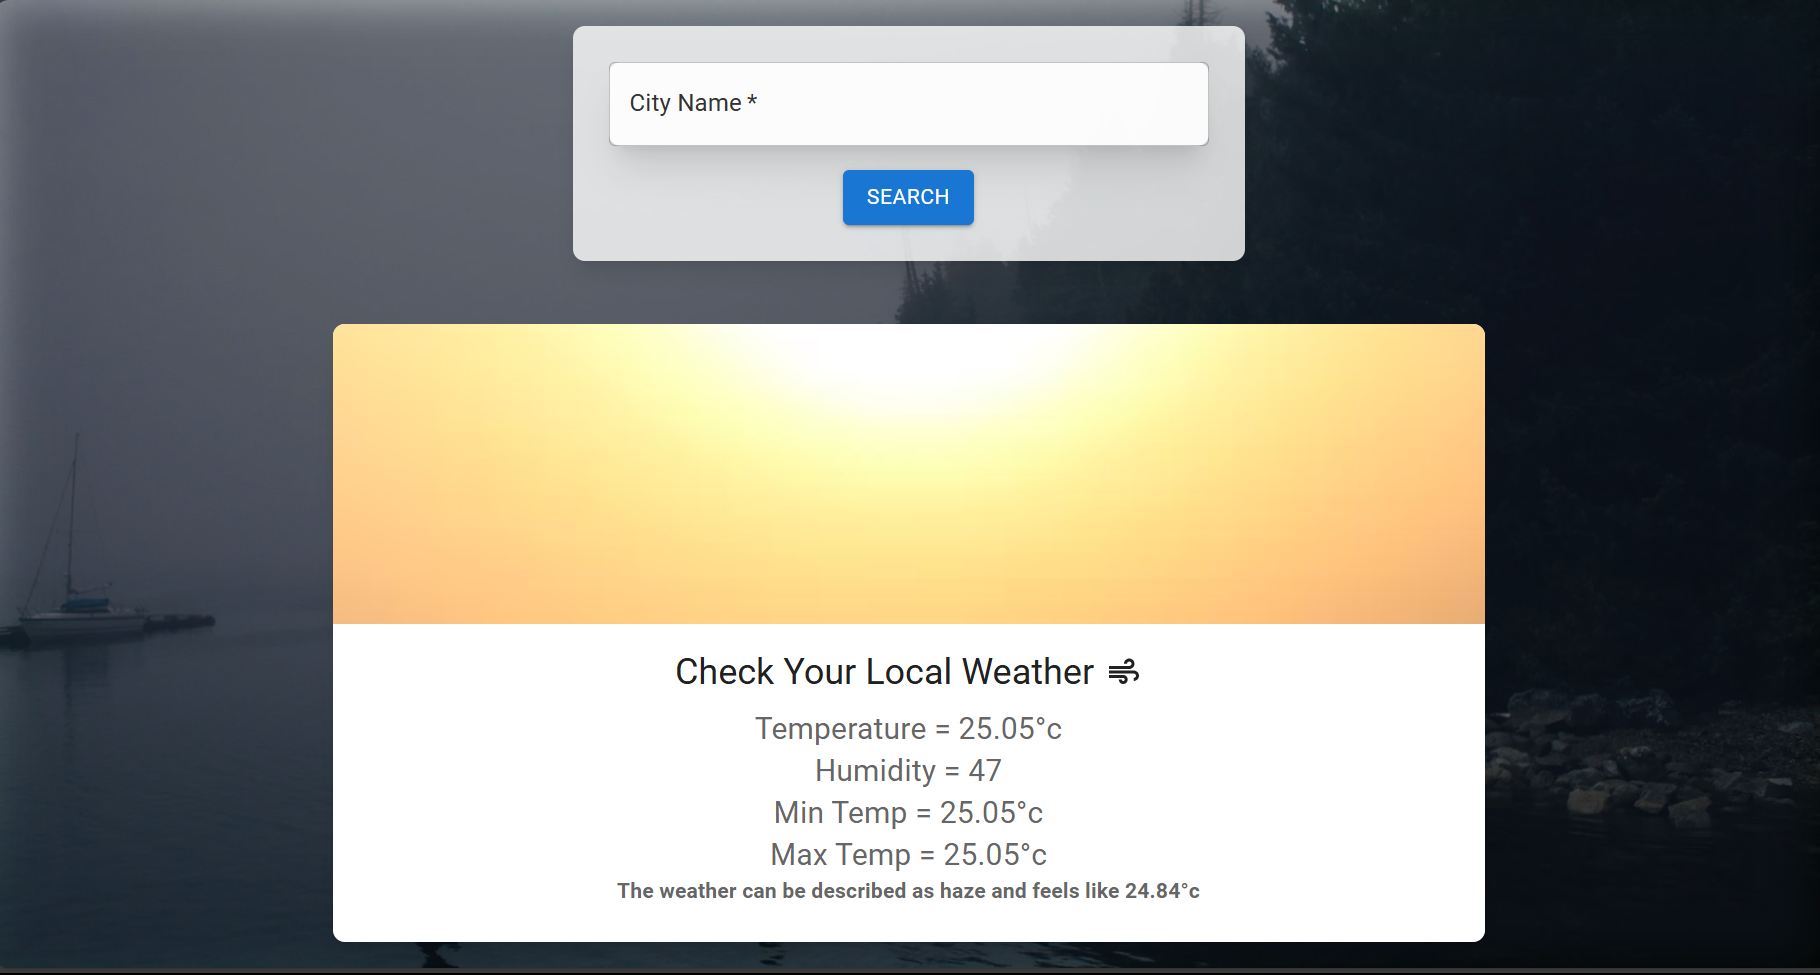 City Name *
SEARCH
Check Your Local Weather
Temperature = 25.05°c
Humidity = 47
Min Temp = 25.05°c
Max Temp = 25.05°c
The weather can be described as haze and feels like 24.84°c